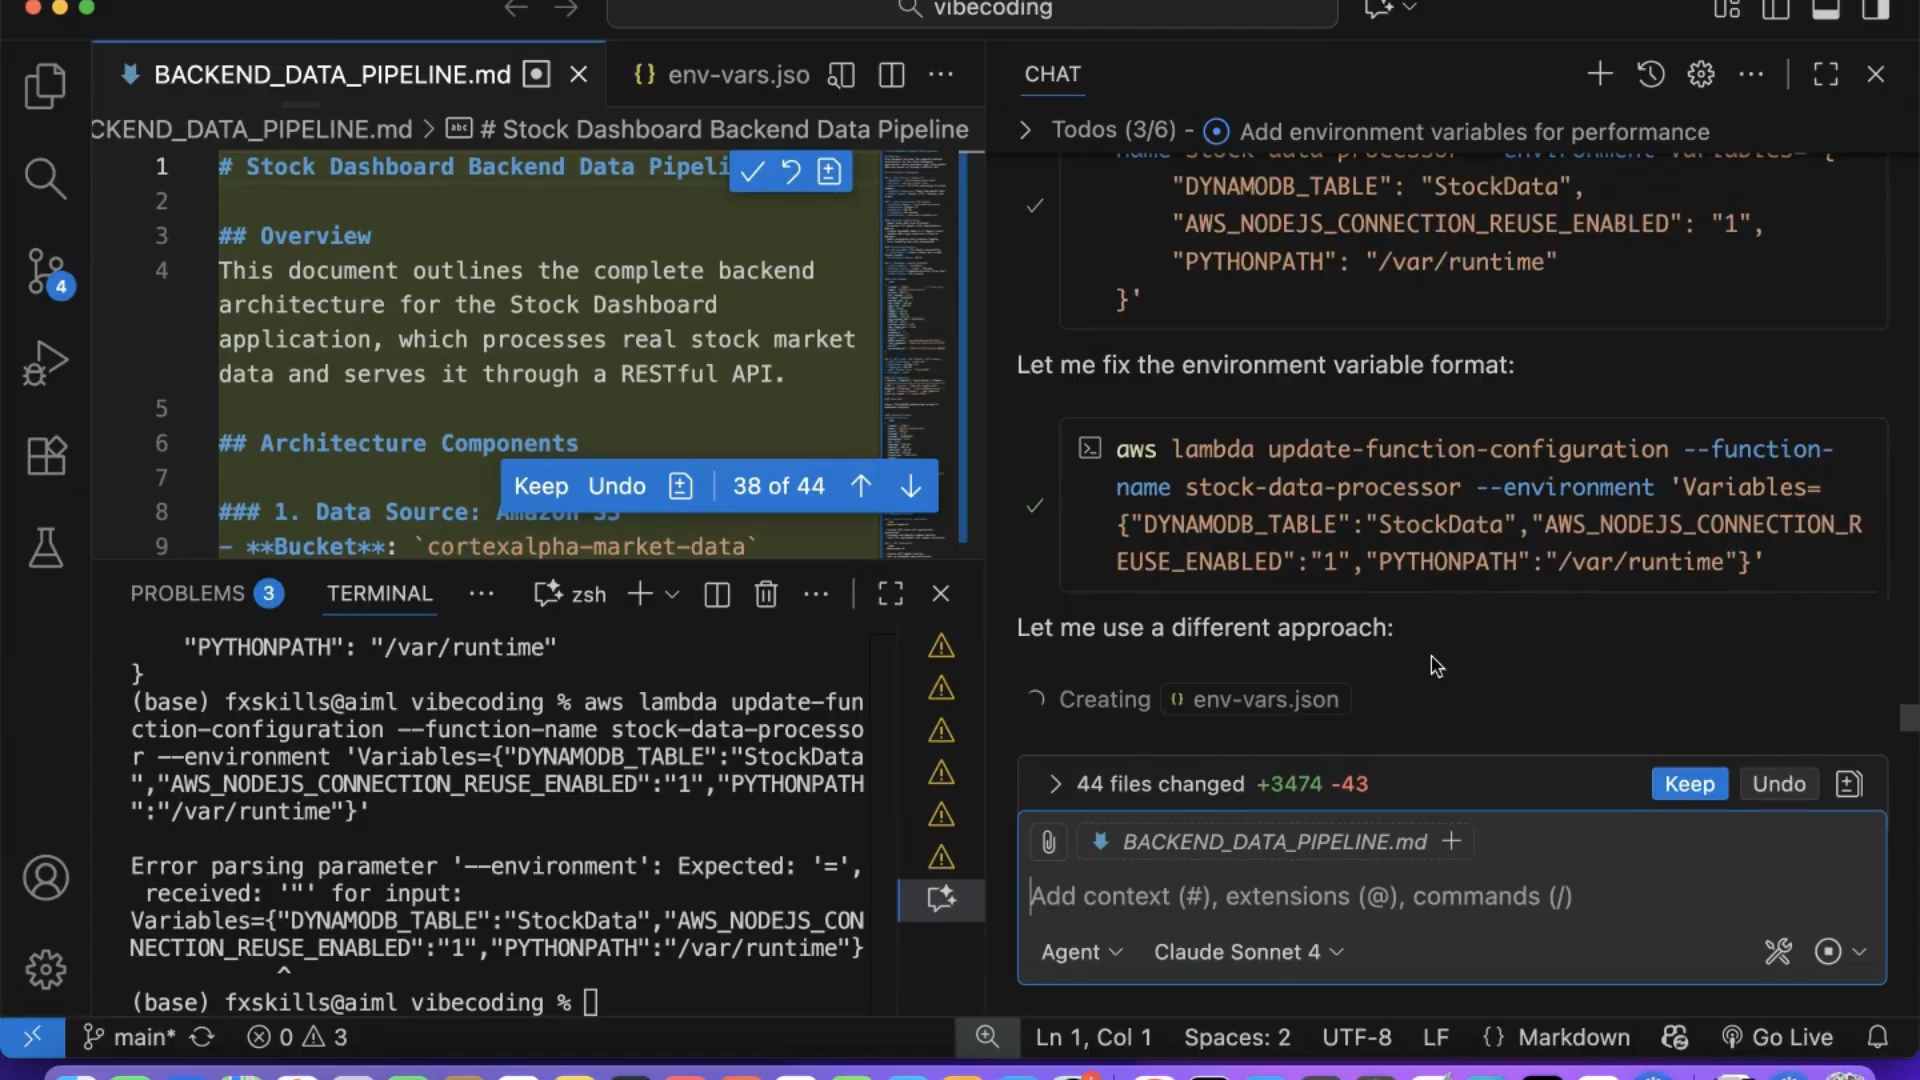 vibecoding
BACKEND_DATA_PIPELINE.md
{} env-vars.jso
CKEND_DATA_PIPELINE.md > # Stock Dashboard Backend Data Pipeline
1 # Stock Dashboard Backend Data Pipeli
2
3 ## Overview
4 This document outlines the complete backend
architecture for the Stock Dashboard
application, which processes real stock market
data and serves it through a RESTful API.
5
6 ## Architecture Components
7
Keep Undo 38 of 44
8 ### 1. Data Source: Amazon S3
9 - **Bucket**: `cortexalpha-market-data`
4
PROBLEMS 3 TERMINAL ... zsh
"PYTHONPATH": "/var/runtime"
}
(base) fxskills@aiml vibecoding % aws lambda update-fun
ction-configuration --function-name stock-data-processo
r --environment 'Variables={"DYNAMODB_TABLE":"StockData
","AWS_NODEJS_CONNECTION_REUSE_ENABLED":"1","PYTHONPATH
":"/var/runtime"}'
Error parsing parameter '--environment': Expected: '=',
received: '"' for input:
Variables={"DYNAMODB_TABLE":"StockData","AWS_NODEJS_CON
NECTION_REUSE_ENABLED":"1","PYTHONPATH":"/var/runtime"}
^
(base) fxskills@aiml vibecoding %
CHAT
Todos (3/6) - Add environment variables for performance
name stock-data-processor --environment Variables='{
"DYNAMODB_TABLE": "StockData",
"AWS_NODEJS_CONNECTION_REUSE_ENABLED": "1",
"PYTHONPATH": "/var/runtime"
}'
Let me fix the environment variable format:
aws lambda update-function-configuration --function-
name stock-data-processor --environment 'Variables=
{"DYNAMODB_TABLE":"StockData","AWS_NODEJS_CONNECTION_R
EUSE_ENABLED":"1","PYTHONPATH":"/var/runtime"}'
Let me use a different approach:
Creating {} env-vars.json
44 files changed +3474 -43 Keep Undo
BACKEND_DATA_PIPELINE.md +
Add context (#), extensions (@), commands (/)
Agent Claude Sonnet 4
main* 0 3 Ln 1, Col 1 Spaces: 2 UTF-8 LF {} Markdown Go Live